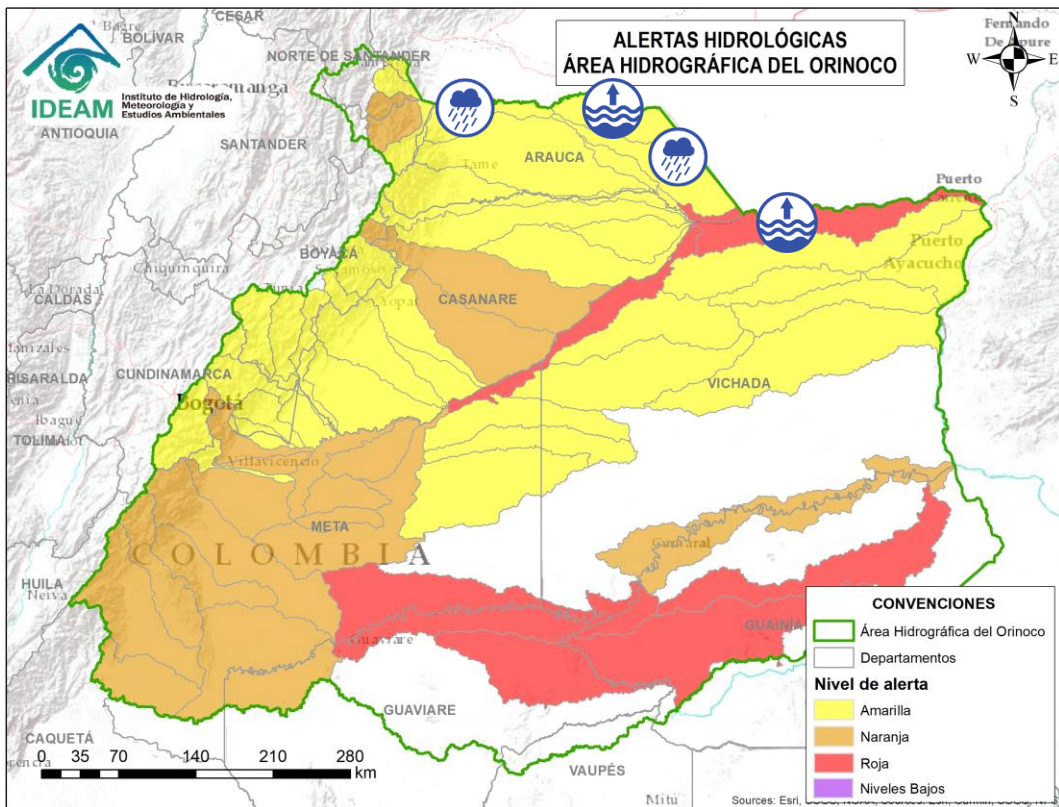 ALERTAS HIDROLÓGICAS
ÁREA HIDROGRÁFICA DEL ORINOCO
IDEAM
Instituto de Hidrología,
Meteorología y
Estudios Ambientales
N
W
E
S
CESAR
BOLÍVAR
NORTE DE SANTANDER
Fernando
De Apure
ANTIOQUIA
SANTANDER
ARAUCA
Tame
Puerto
BOYACÁ
Chiquinquira
Puerto
Ayacucho
La Dorada
CALDAS
CASANARE
RISARALDA
CUNDINAMARCA
VICHADA
Bogotá
TOLIMA
Villavicencio
META
COLOMBIA
HUILA
Neiva
GUAINÍA
GUAVIARE
CAQUETÁ
VAUPÉS
Mitú
0 35 70 140 210 280
km
CONVENCIONES
Área Hidrográfica del Orinoco
Departamentos
Nivel de alerta
Amarilla
Naranja
Roja
Niveles Bajos
Sources: Esri,